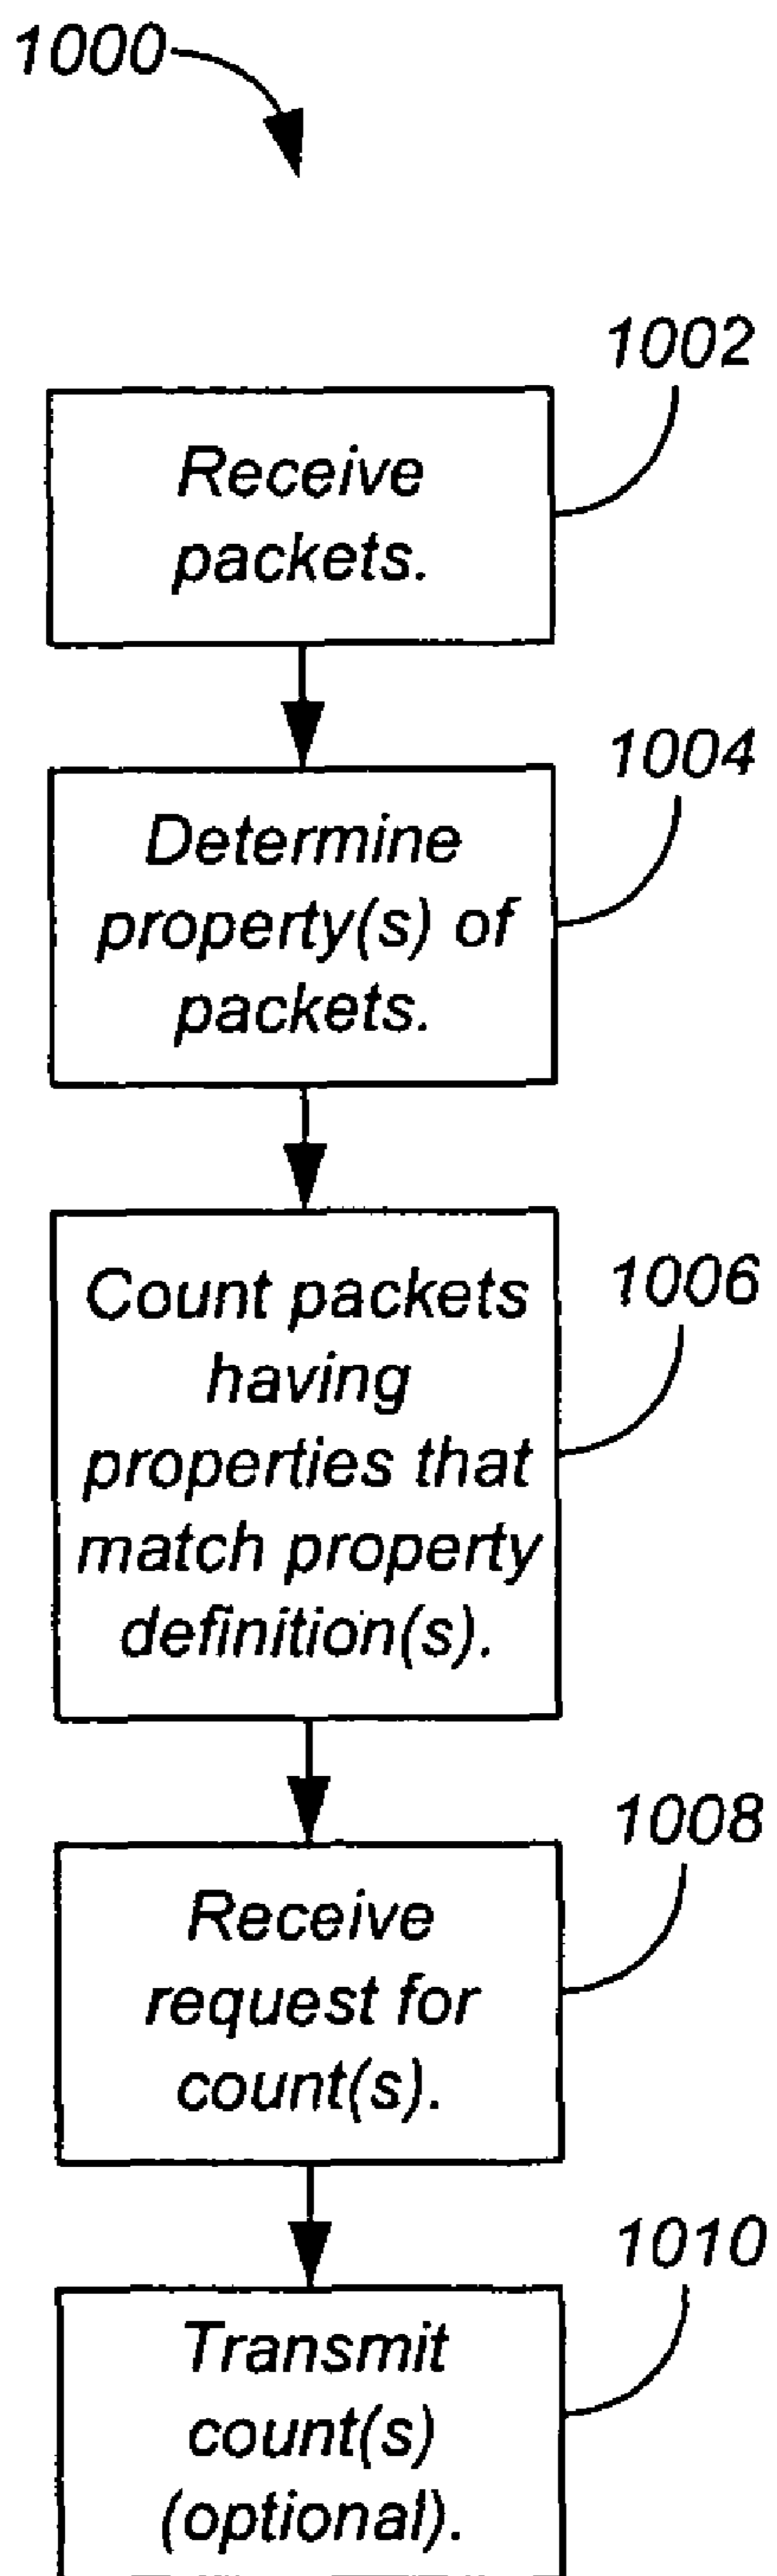 1000
1002
Receive
packets.
1004
Determine
property(s) of
packets.
1006
Count packets
having
properties that
match property
definition(s).
1008
Receive
request for
count(s).
1010
Transmit
count(s)
(optional).